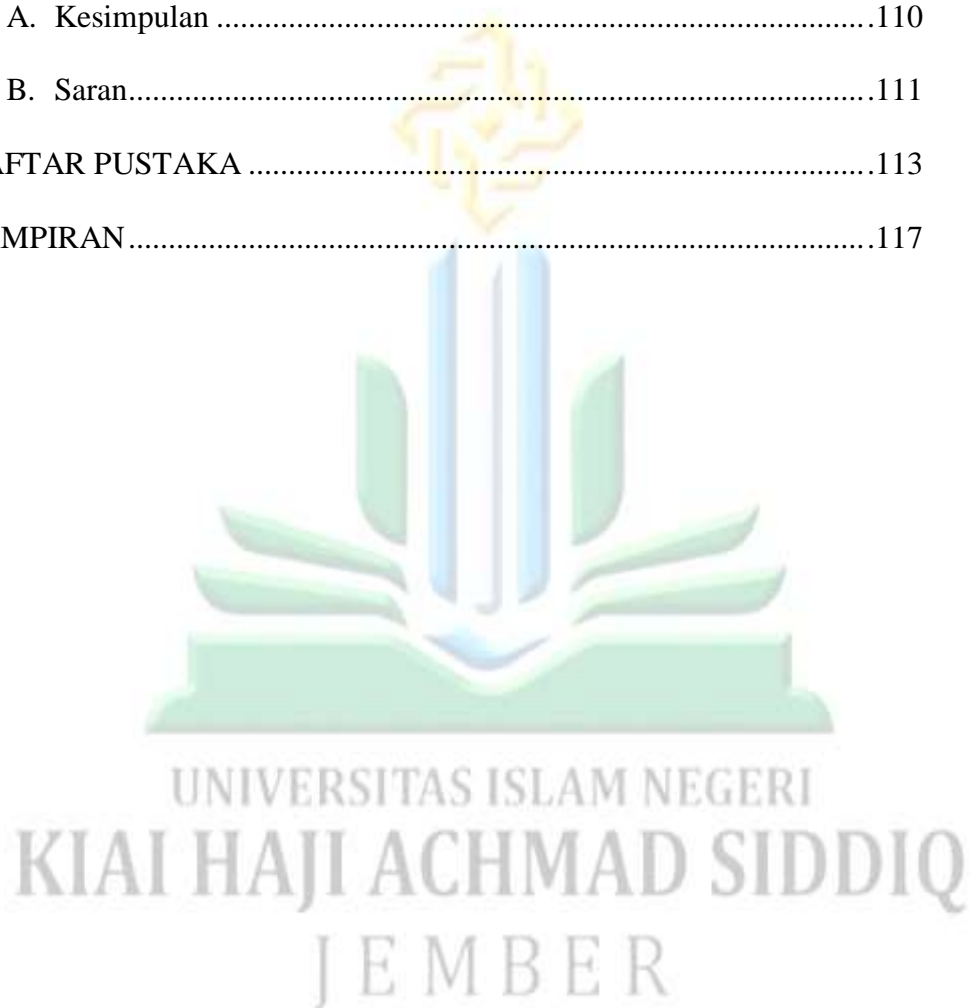 A. Kesimpulan ..........................................................................110
B. Saran..........................................................................111
AFTAR PUSTAKA ..........................................................................113
MPIRAN..........................................................................117
UNIVERSITAS ISLAM NEGERI
KIAI HAJI ACHMAD SIDDIQ
JEMBER